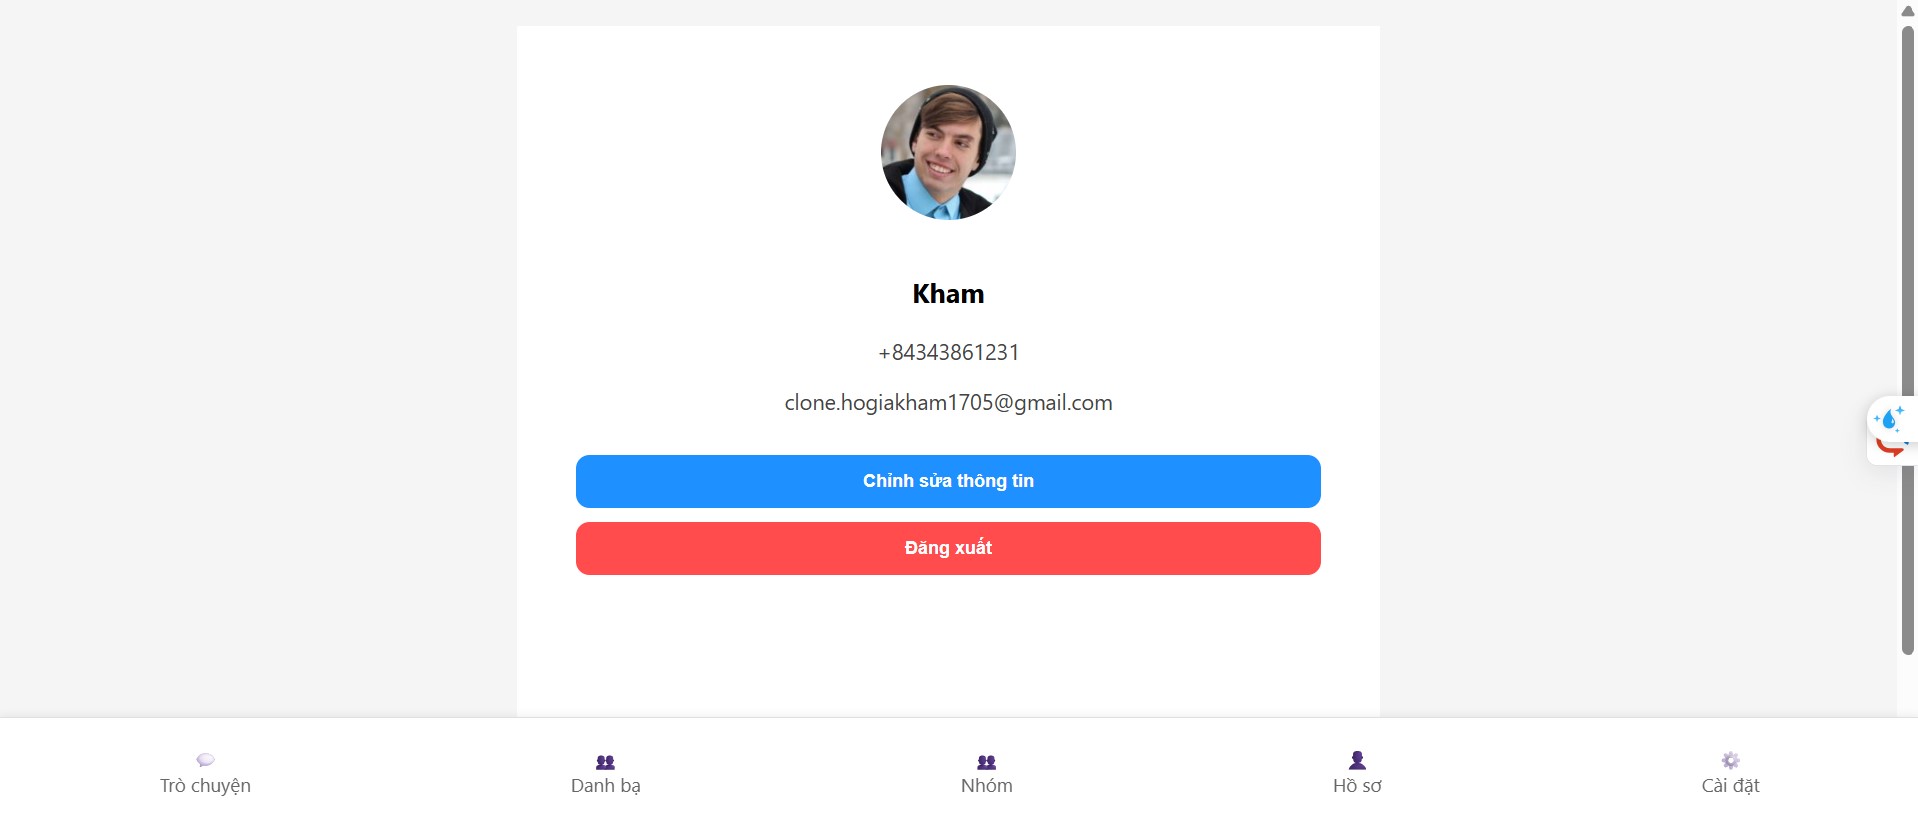 Kham
+84343861231
clone.hogiakham1705@gmail.com
Chỉnh sửa thông tin
Đăng xuất
Trò chuyện
Danh bạ
Nhóm
Hồ sơ
Cài đặt